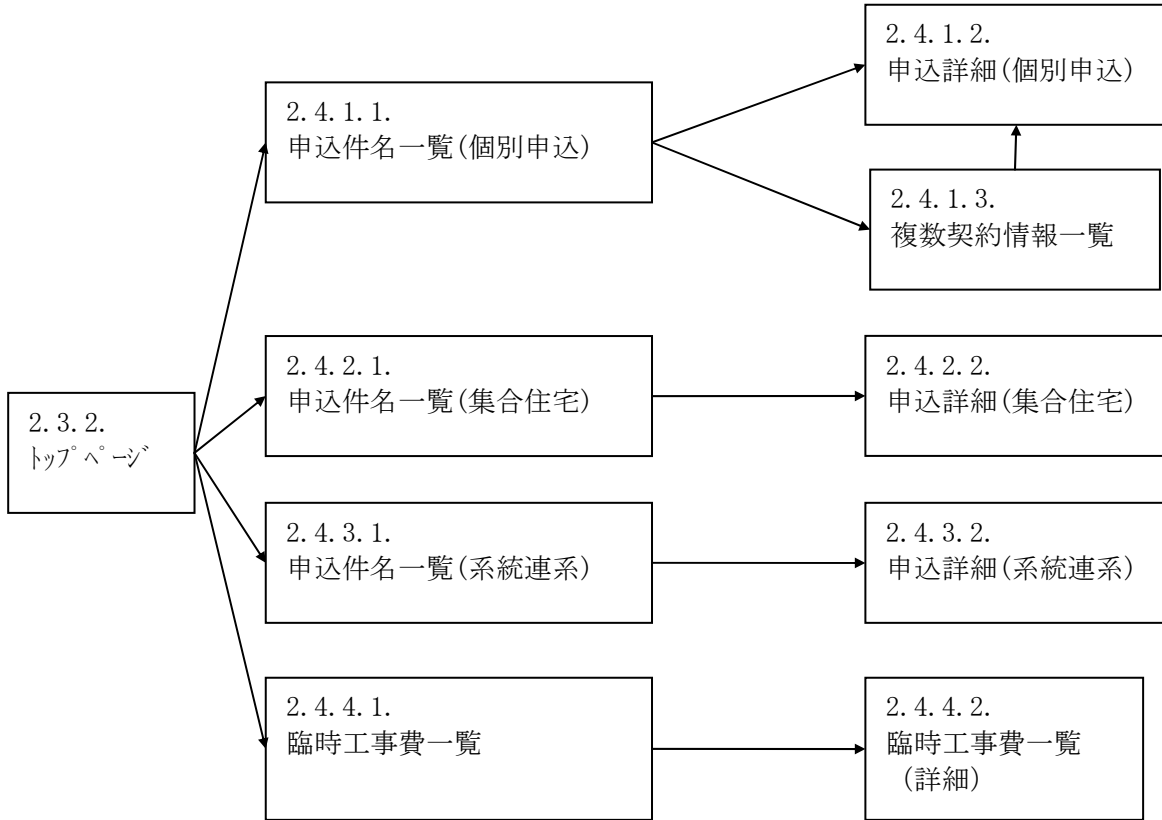 2.4.1.2.
申込詳細(個別申込)
2.4.1.1.
申込件名一覧(個別申込)
2.4.1.3.
複数契約情報一覧
2.4.2.1.
申込件名一覧(集合住宅)
2.4.2.2.
申込詳細(集合住宅)
2.3.2.
ﾄｯﾌﾟﾍﾟｰｼﾞ
2.4.3.1.
申込件名一覧(系統連系)
2.4.3.2.
申込詳細(系統連系)
2.4.4.1.
臨時工事費一覧
2.4.4.2.
臨時工事費一覧
(詳細)